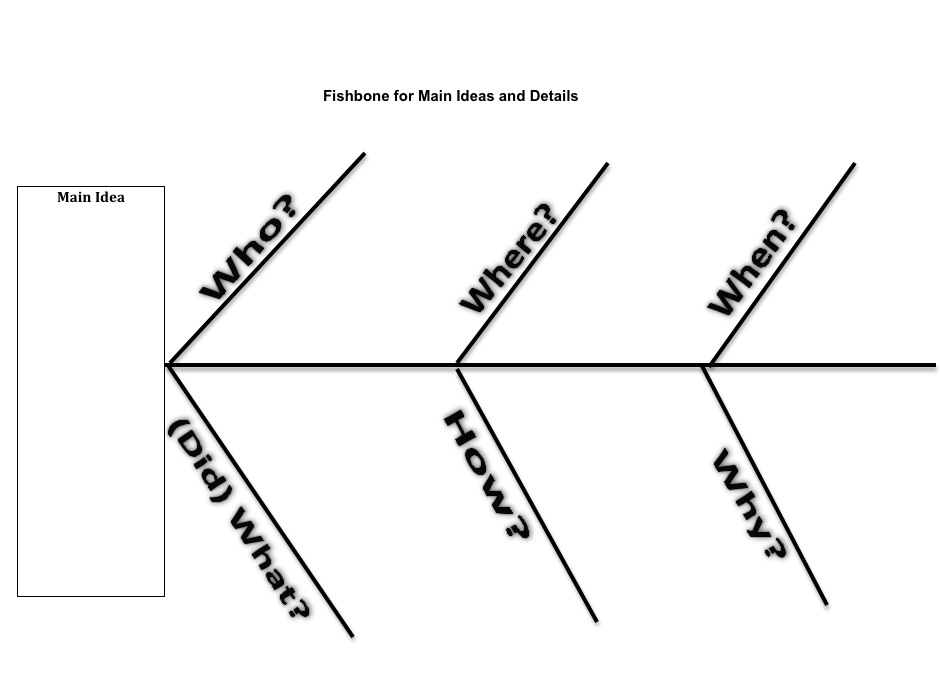 Fishbone for Main Ideas and Details
Main Idea
Who?
Where?
When?
(Did) What?
How?
Why?